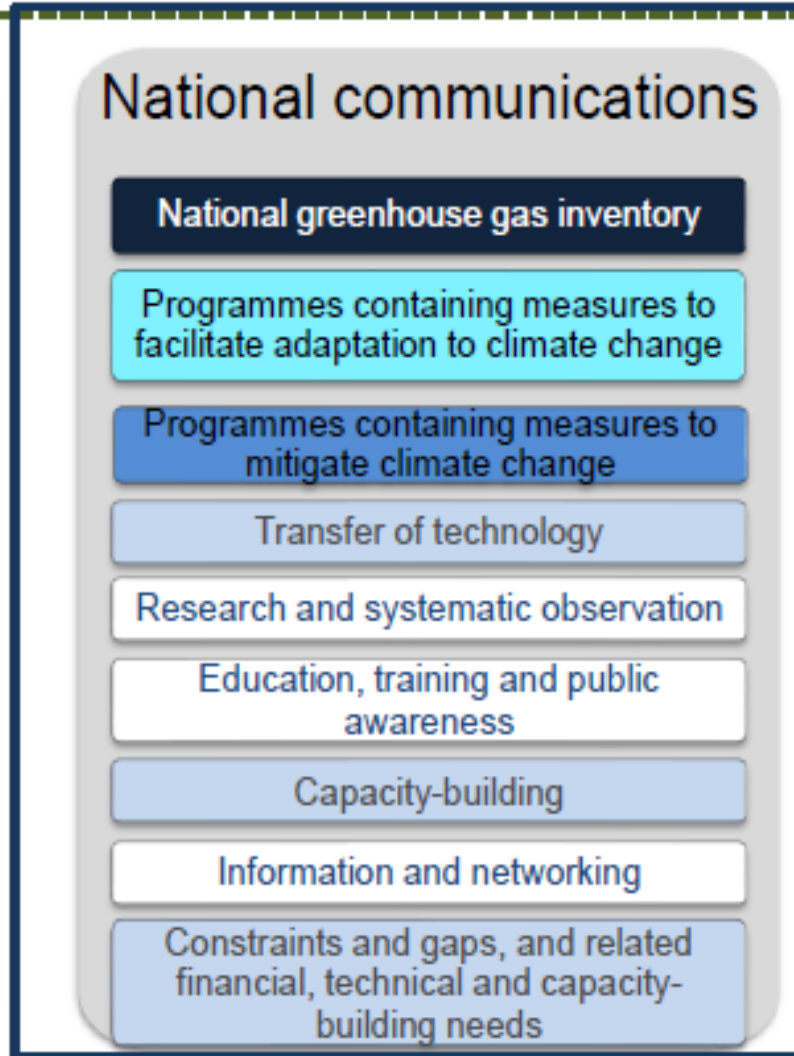 National communications
National greenhouse gas inventory
Programmes containing measures to
facilitate adaptation to climate change
Programmes containing measures to
mitigate climate change
Transfer of technology
Research and systematic observation
Education, training and public
awareness
Capacity-building
Information and networking
Constraints and gaps, and related
financial, technical and capacity-
building needs